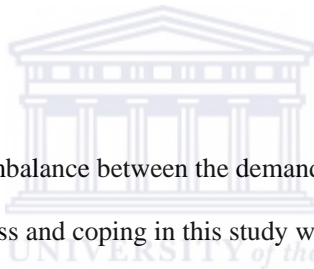 mbalance between the demand
ss and coping in this study w
UNIVERSITY of the